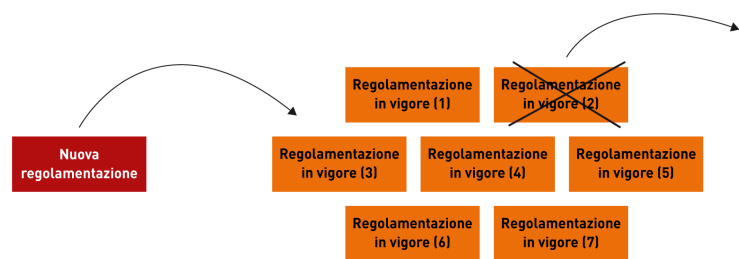 Regolamentazione
in vigore (1)
Regolamentazione
in vigore (2)
Nuova
regolamentazione
Regolamentazione
in vigore (3)
Regolamentazione
in vigore (4)
Regolamentazione
in vigore (5)
Regolamentazione
in vigore (6)
Regolamentazione
in vigore (7)